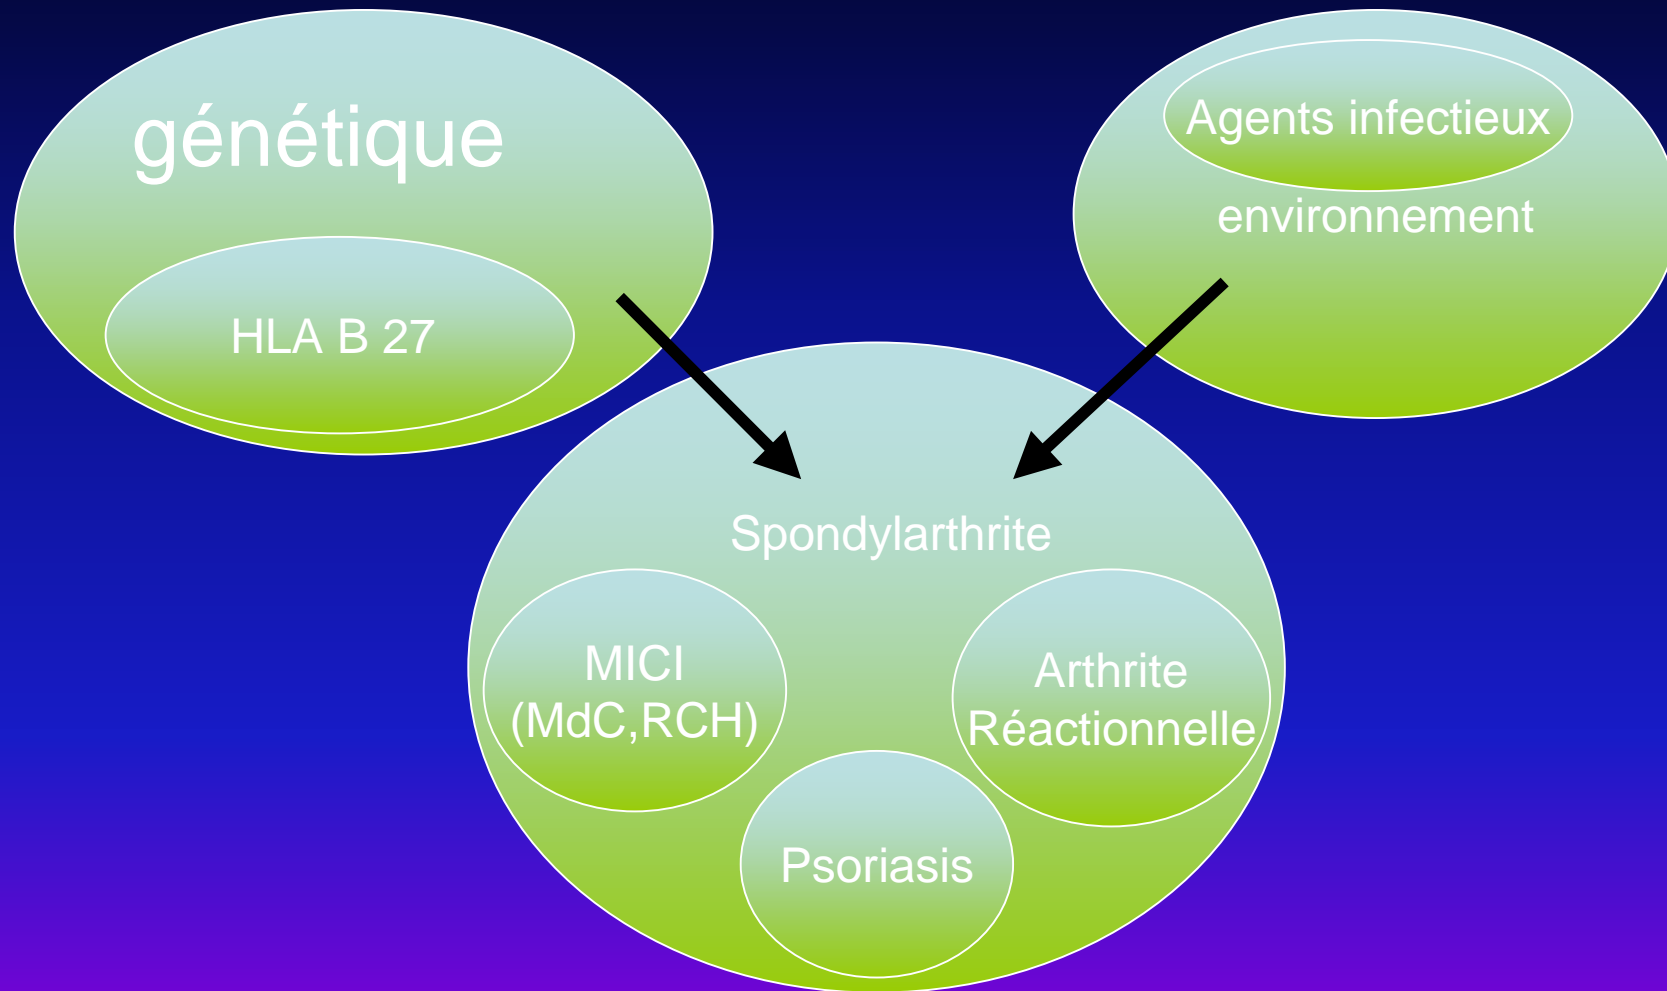 génétique
HLA B 27
Agents infectieux
environnement
Spondylarthrite
MICI
(MdC,RCH)
Arthrite
Réactionnelle
Psoriasis